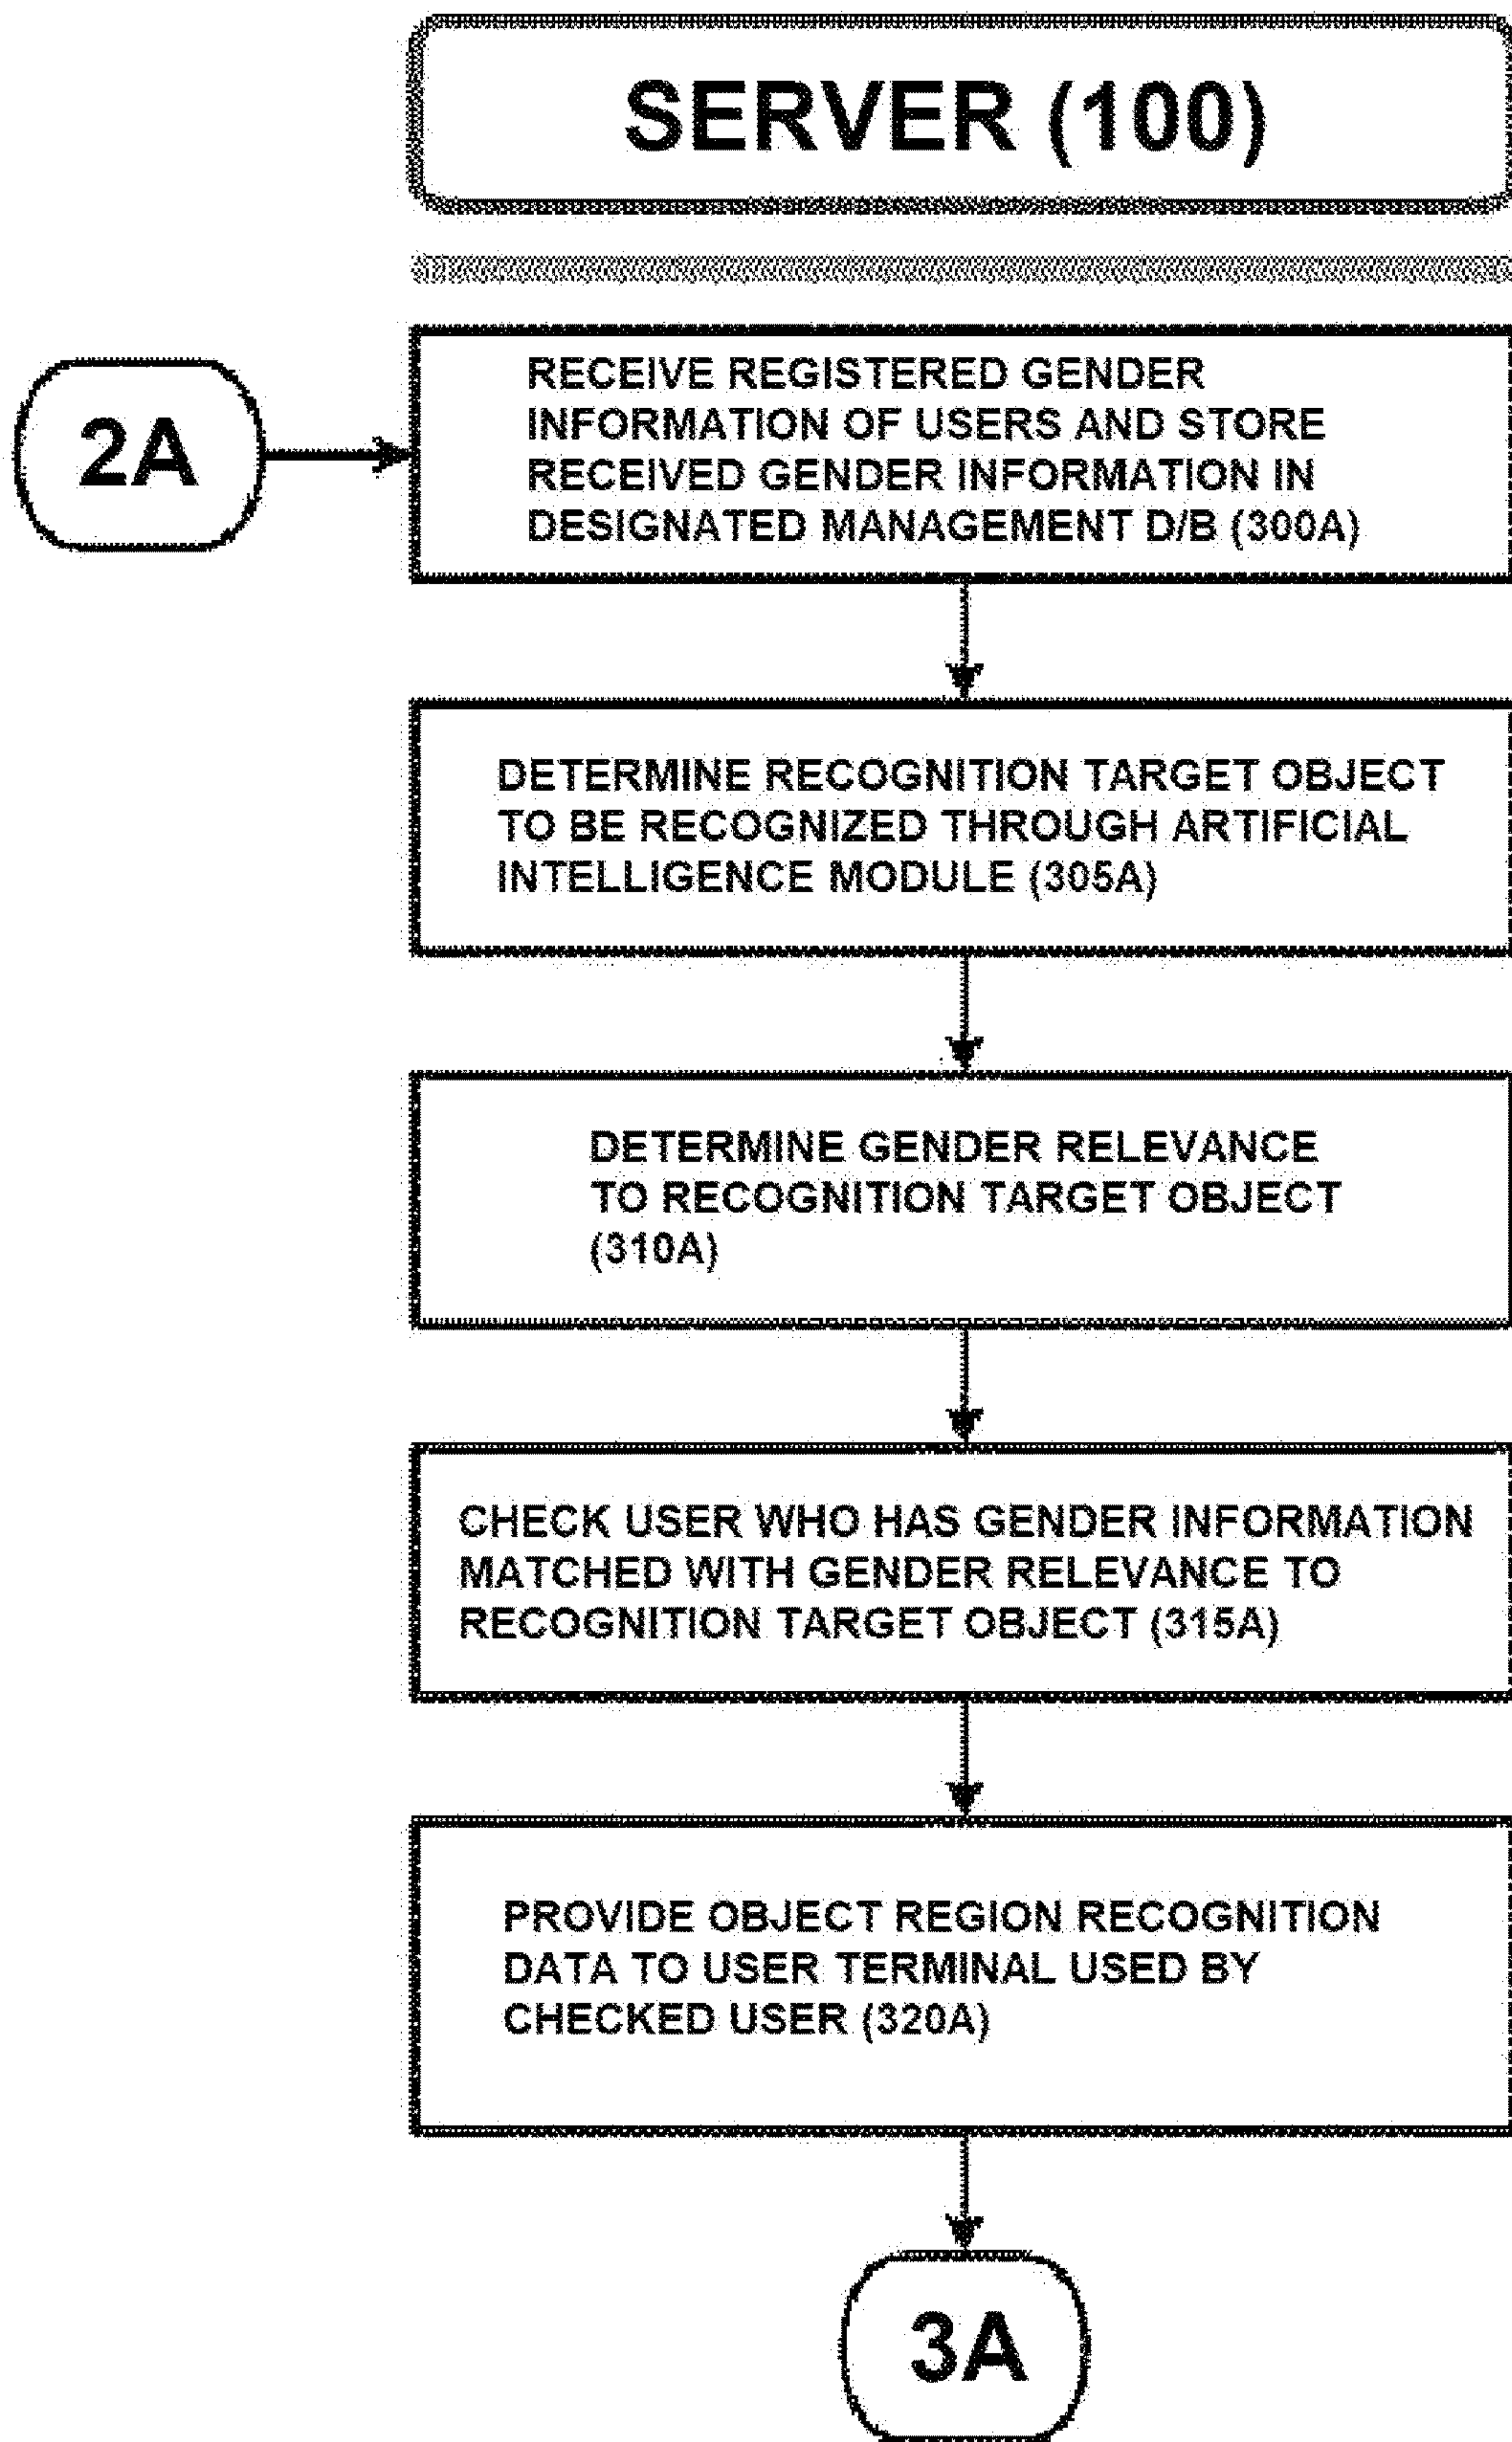 SERVER (100)
2A
RECEIVE REGISTERED GENDER
INFORMATION OF USERS AND STORE
RECEIVED GENDER INFORMATION IN
DESIGNATED MANAGEMENT D/B (300A)
DETERMINE RECOGNITION TARGET OBJECT
TO BE RECOGNIZED THROUGH ARTIFICIAL
INTELLIGENCE MODULE (305A)
DETERMINE GENDER RELEVANCE
TO RECOGNITION TARGET OBJECT
(310A)
CHECK USER WHO HAS GENDER INFORMATION
MATCHED WITH GENDER RELEVANCE TO
RECOGNITION TARGET OBJECT (315A)
PROVIDE OBJECT REGION RECOGNITION
DATA TO USER TERMINAL USED BY
CHECKED USER (320A)
3A